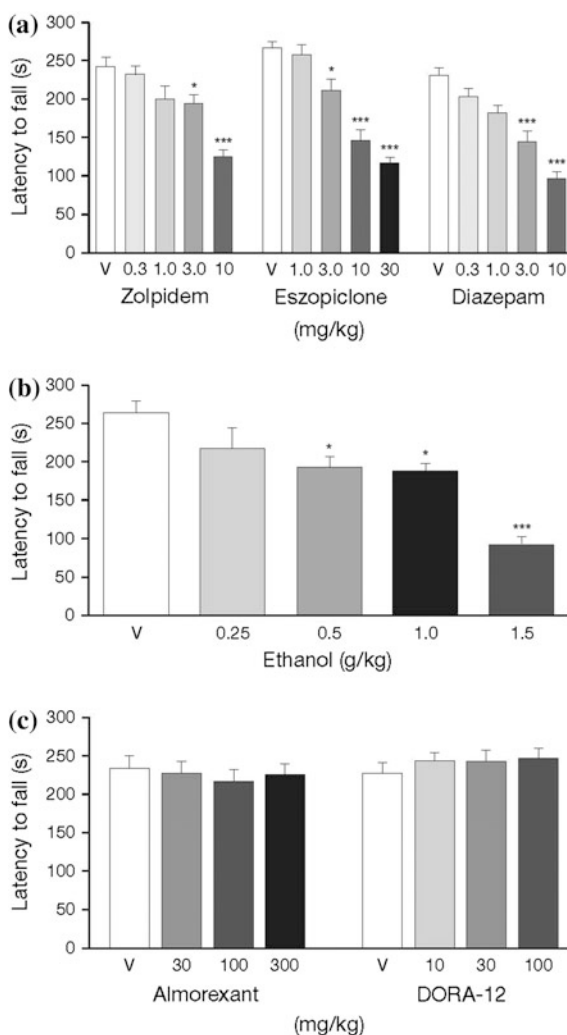 (a)
Latency to fall (s)
300
250
200
150
100
50
0
* *** * *** *** *** ***
V 0.3 1.0 3.0 10 V 1.0 3.0 10 30 V 0.3 1.0 3.0 10
Zolpidem Eszopiclone Diazepam
(mg/kg)
(b)
Latency to fall (s)
300
250
200
150
100
50
0
* * ***
V 0.25 0.5 1.0 1.5
Ethanol (g/kg)
(c)
Latency to fall (s)
300
250
200
150
100
50
0
V 30 100 300 V 10 30 100
Almorexant DORA-12
(mg/kg)